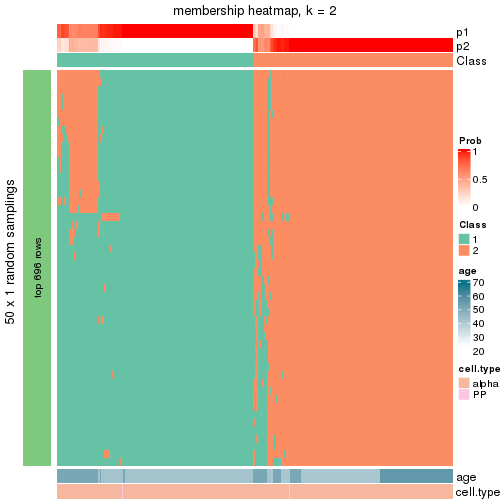 membership heatmap, k = 2
p1
p2
Class
50 x 1 random samplings
top 696 rows
Prob
1
0.5
0
Class
1
2
age
70
60
50
40
30
20
cell.type
alpha
PP
age
cell.type